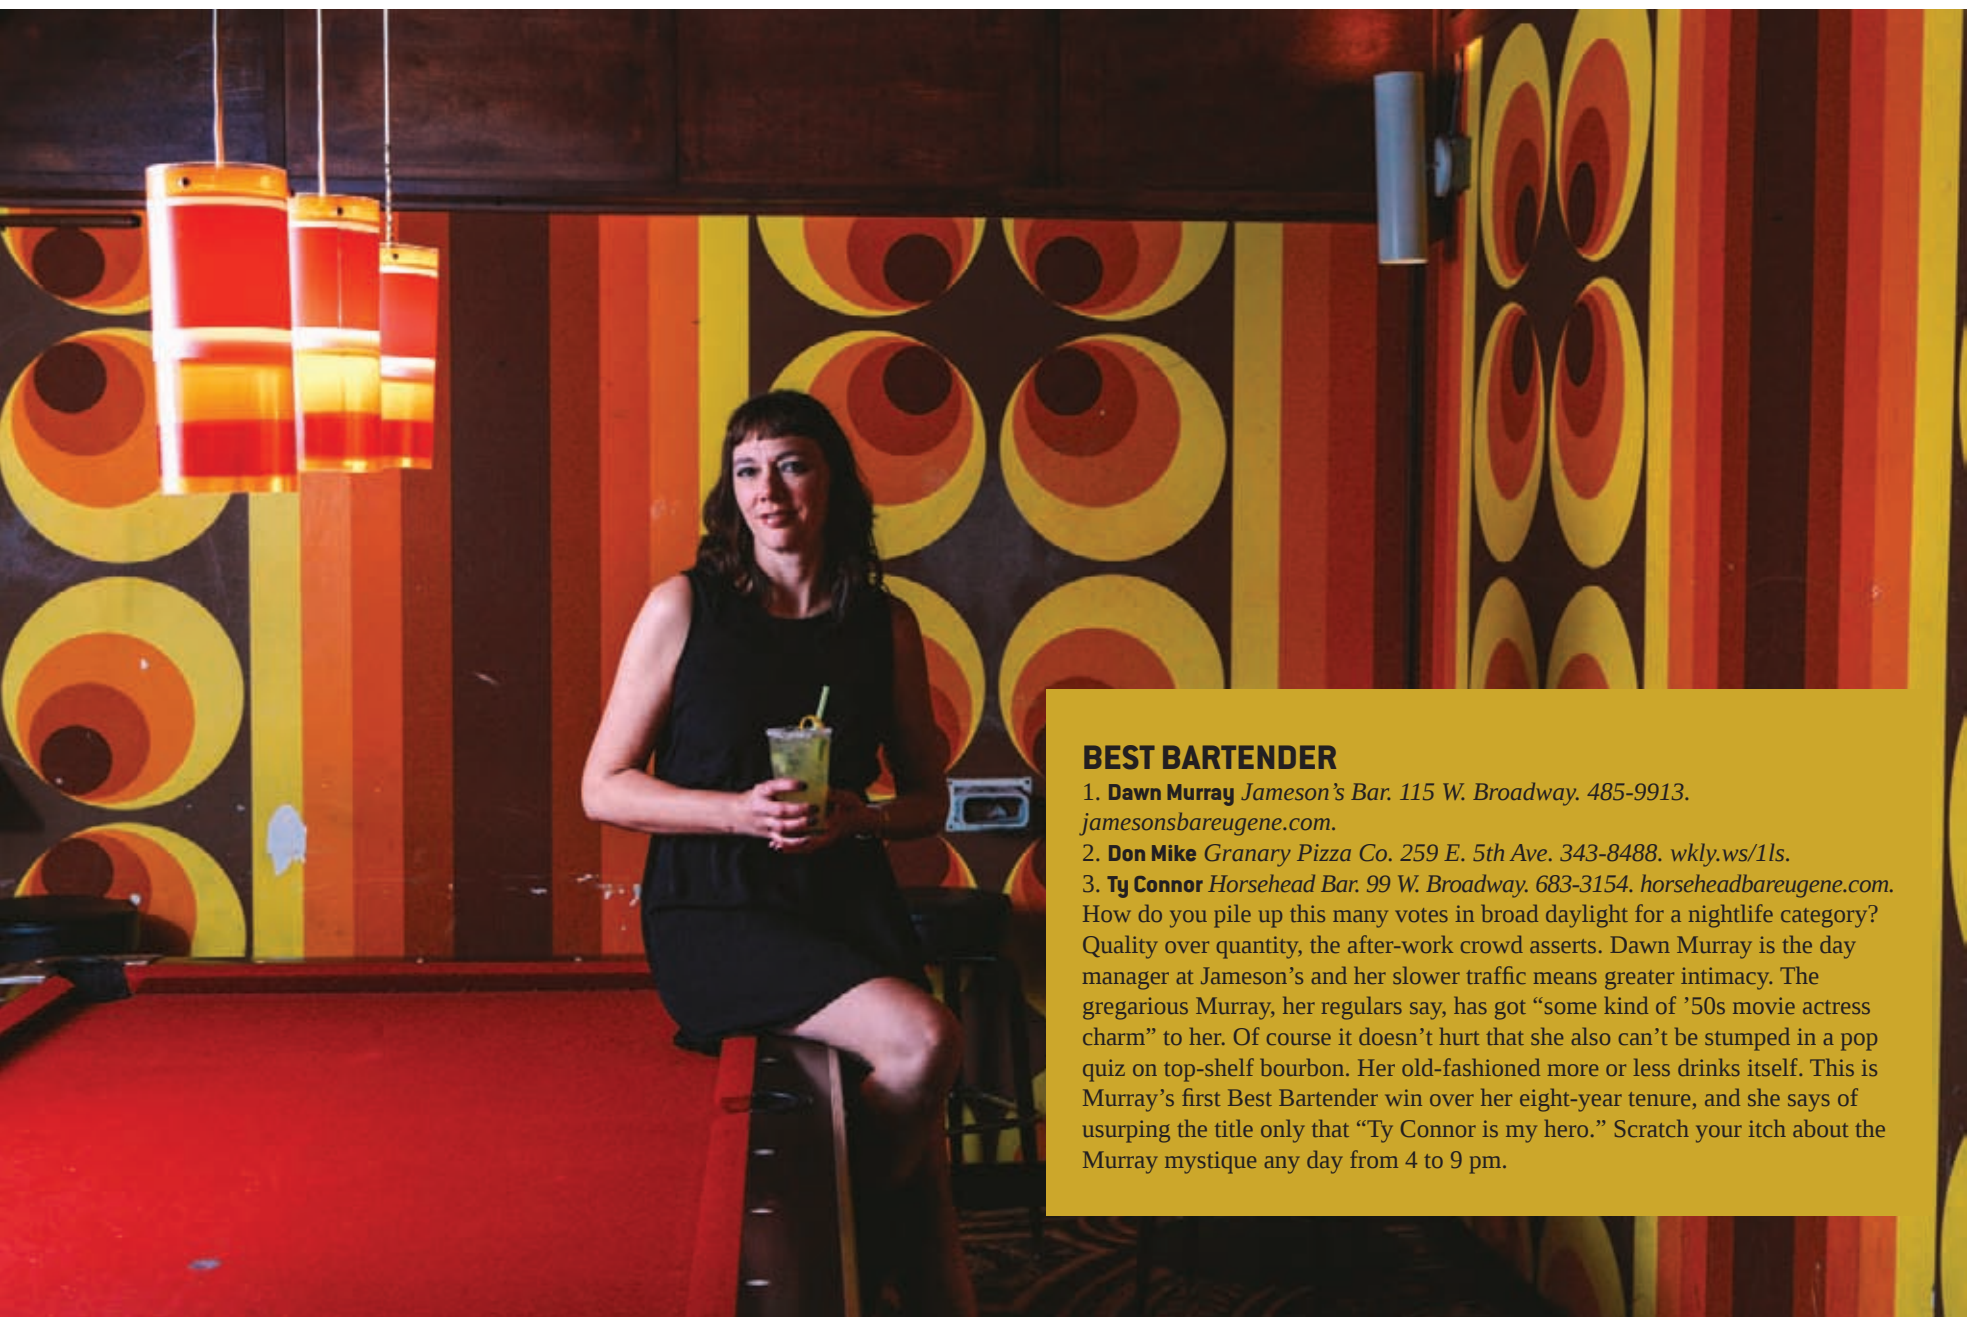 BEST BARTENDER
1. Dawn Murray Jameson’s Bar. 115 W. Broadway. 485-9913.
jamesonsbareugene.com.
2. Don Mike Granary Pizza Co. 259 E. 5th Ave. 343-8488. wkly.ws/1ls.
3. Ty Connor Horsehead Bar. 99 W. Broadway. 683-3154. horseheadbareugene.com.
How do you pile up this many votes in broad daylight for a nightlife category?
Quality over quantity, the after-work crowd asserts. Dawn Murray is the day
manager at Jameson’s and her slower traffic means greater intimacy. The
gregarious Murray, her regulars say, has got “some kind of ’50s movie actress
charm” to her. Of course it doesn’t hurt that she also can’t be stumped in a pop
quiz on top-shelf bourbon. Her old-fashioned more or less drinks itself. This is
Murray’s first Best Bartender win over her eight-year tenure, and she says of
usurping the title only that “Ty Connor is my hero.” Scratch your itch about the
Murray mystique any day from 4 to 9 pm.